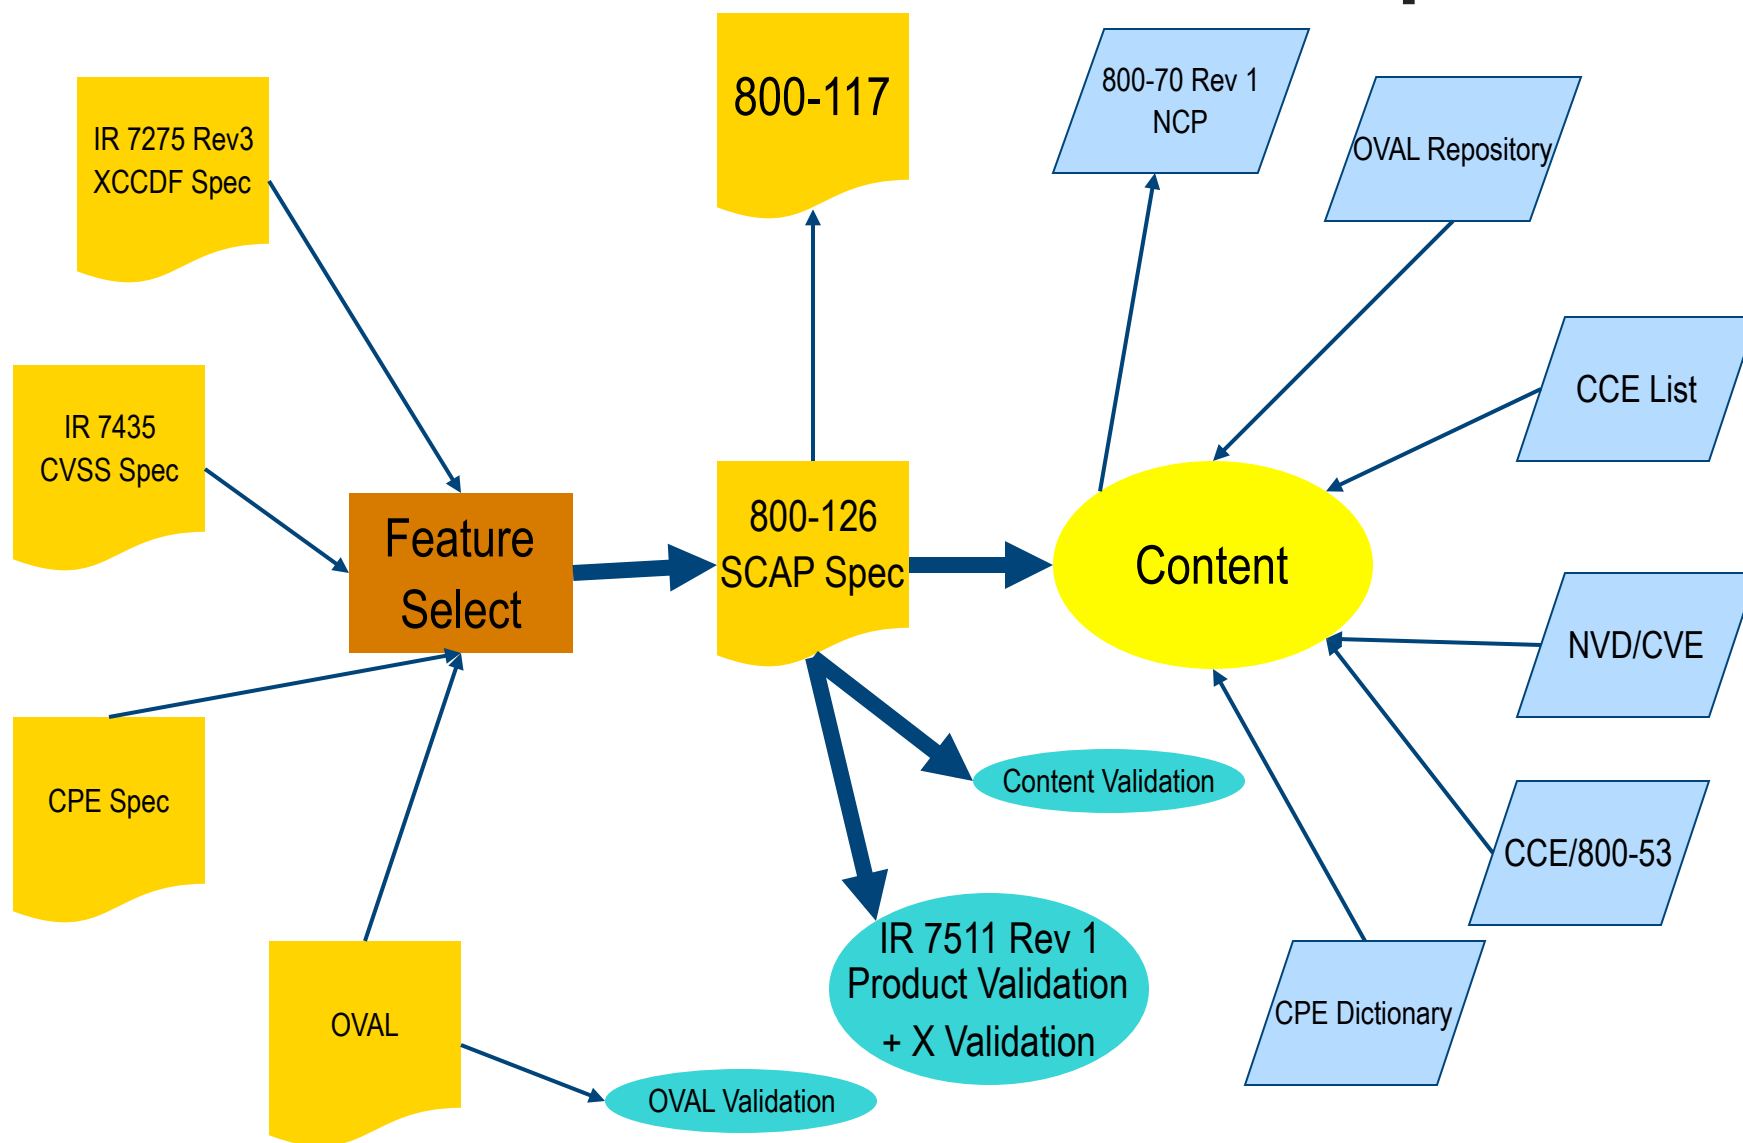 800-117
800-70 Rev 1
NCP
IR 7275 Rev3
XCCDF Spec
OVAL Repository
CCE List
IR 7435
CVSS Spec
Feature
Select
800-126
SCAP Spec
Content
NVD/CVE
CPE Spec
Content Validation
CCE/800-53
IR 7511 Rev 1
Product Validation
+ X Validation
CPE Dictionary
OVAL
OVAL Validation